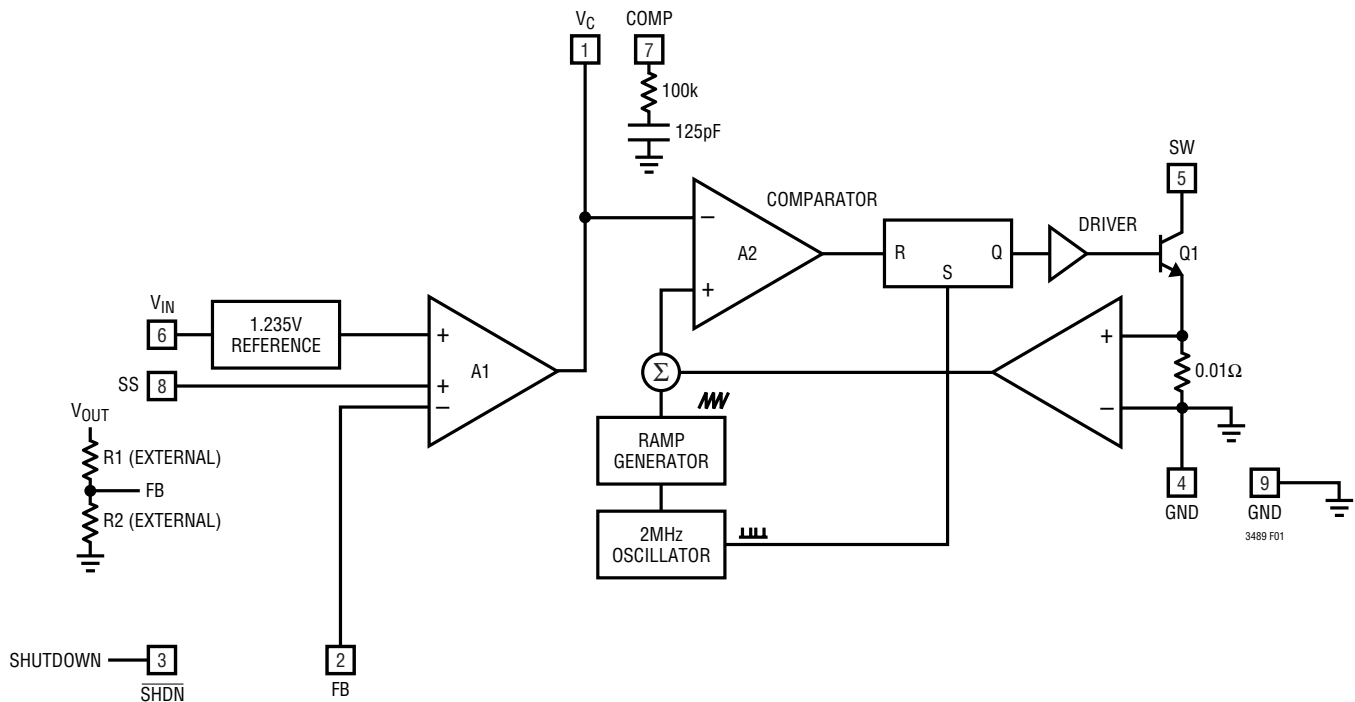 VC
COMP
1
7
100k
125pF
SW
5
COMPARATOR
DRIVER
−
A2
+
R
Q
S
Q1
VIN
6
1.235V
REFERENCE
+
A1
+
−
SS
8
Σ
+
−
0.01Ω
VOUT
R1 (EXTERNAL)
FB
R2 (EXTERNAL)
RAMP
GENERATOR
2MHz
OSCILLATOR
4
GND
9
GND
3489 F01
SHUTDOWN
3
SHDN
2
FB